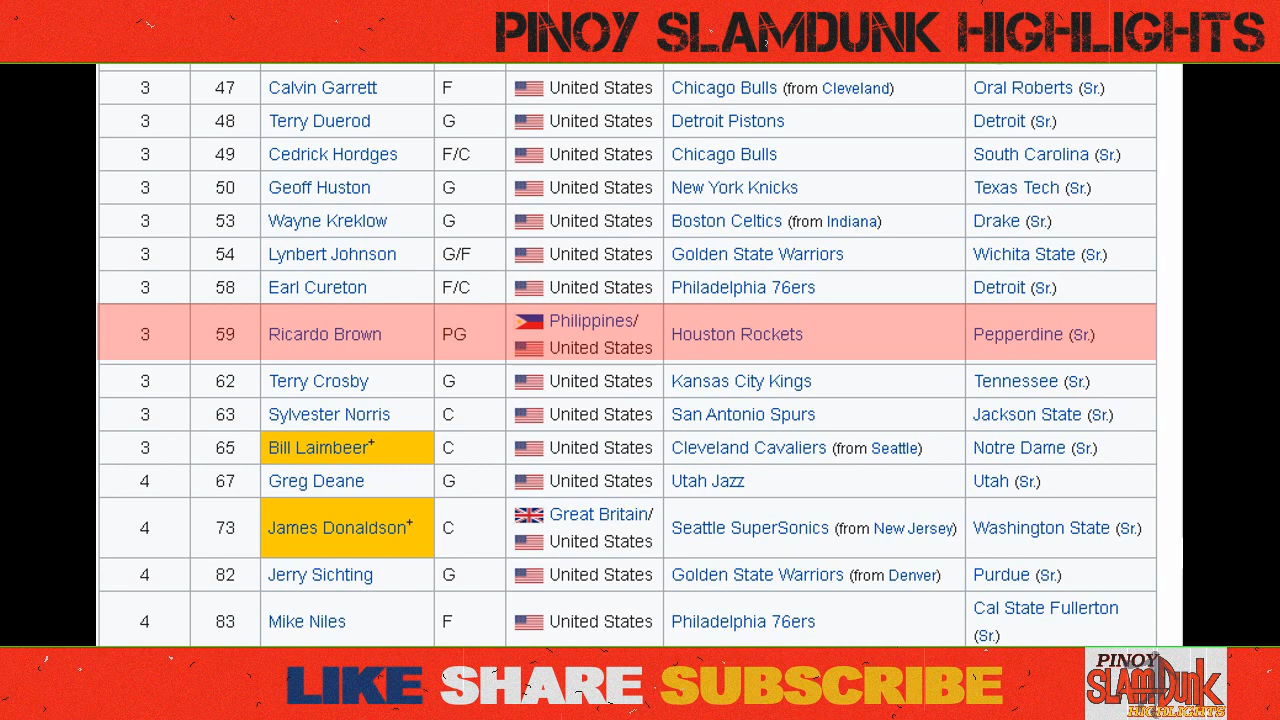 PINOY SLAMDUNK HIGHLIGHTS
3 47 Calvin Garrett F United States Chicago Bulls (from Cleveland) Oral Roberts (Sr.)
3 48 Terry Duerod G United States Detroit Pistons Detroit (Sr.)
3 49 Cedrick Hordges F/C United States Chicago Bulls South Carolina (Sr.)
3 50 Geoff Huston G United States New York Knicks Texas Tech (Sr.)
3 53 Wayne Kreklow G United States Boston Celtics (from Indiana) Drake (Sr.)
3 54 Lynbert Johnson G/F United States Golden State Warriors Wichita State (Sr.)
3 58 Earl Cureton F/C United States Philadelphia 76ers Detroit (Sr.)
3 59 Ricardo Brown PG Philippines/ Houston Rockets Pepperdine (Sr.)
United States
3 62 Terry Crosby G United States Kansas City Kings Tennessee (Sr.)
3 63 Sylvester Norris C United States San Antonio Spurs Jackson State (Sr.)
3 65 Bill Laimbeer+ C United States Cleveland Cavaliers (from Seattle) Notre Dame (Sr.)
4 67 Greg Deane G United States Utah Jazz Utah (Sr.)
4 73 James Donaldson+ C Great Britain/ Seattle SuperSonics (from New Jersey) Washington State (Sr.)
United States
4 82 Jerry Sichting G United States Golden State Warriors (from Denver) Purdue (Sr.)
4 83 Mike Niles F United States Philadelphia 76ers Cal State Fullerton
(Sr.)
LIKE SHARE SUBSCRIBE
PINOY
SLAMDUNK
HIGHLIGHTS